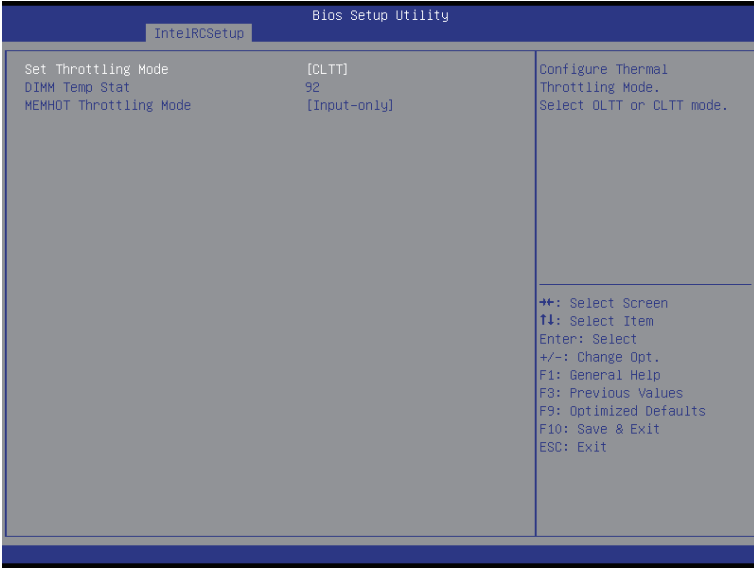 Bios Setup Utility
IntelRCSetup
Set Throttling Mode [CLTT]
DIMM Temp Stat 92
MEMHOT Throttling Mode [Input-only]
Configure Thermal
Throttling Mode.
Select OLTT or CLTT mode.
→←: Select Screen
↑↓: Select Item
Enter: Select
+/-: Change Opt.
F1: General Help
F3: Previous Values
F9: Optimized Defaults
F10: Save & Exit
ESC: Exit